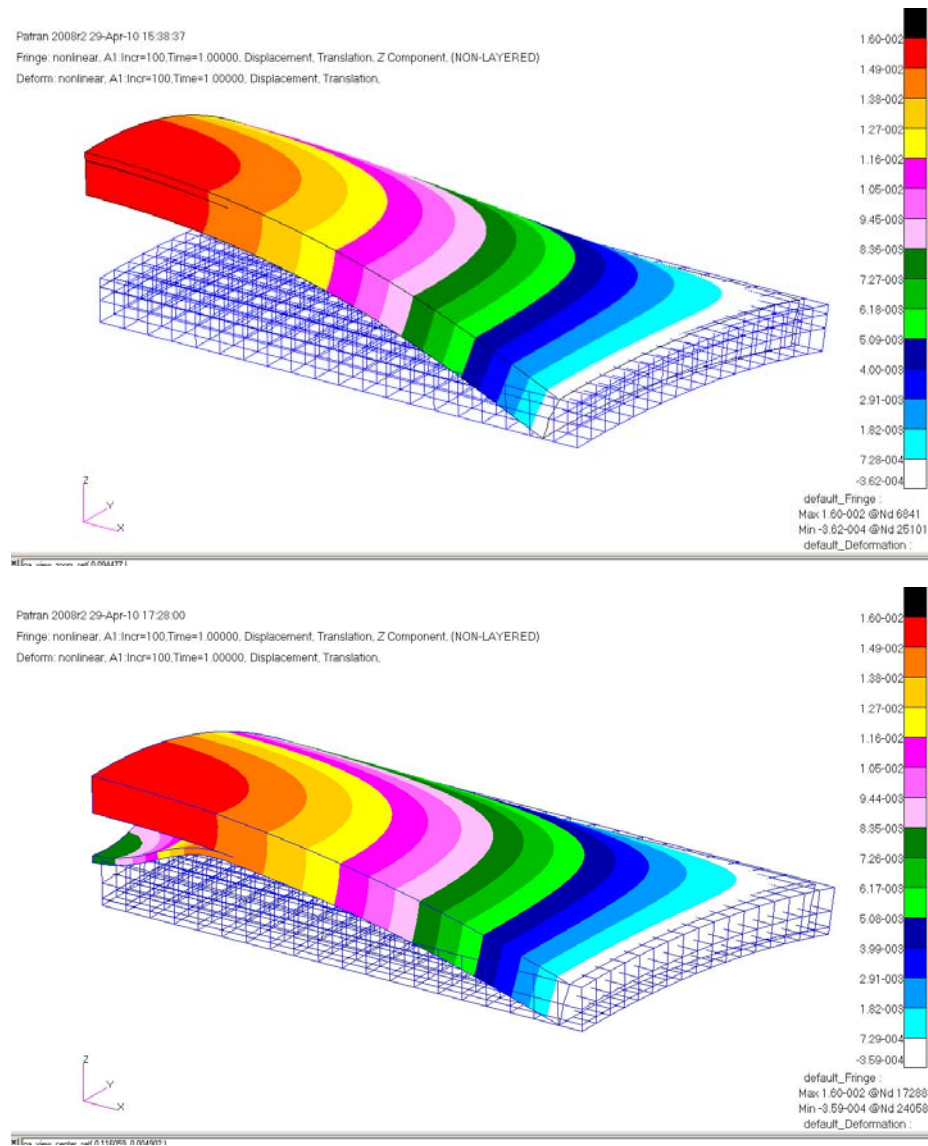 Patran 2008r2 29-Apr-10 15:38:37
Fringe: nonlinear, A1:Incr=100,Time=1.00000, Displacement, Translation, Z Component, (NON-LAYERED)
Deform: nonlinear, A1:Incr=100,Time=1.00000, Displacement, Translation,
1.60-002
1.49-002
1.38-002
1.27-002
1.16-002
1.05-002
9.45-003
8.36-003
7.27-003
6.18-003
5.09-003
4.00-003
2.91-003
1.82-003
7.28-004
-3.62-004
Z
Y
X
default_Fringe :
Max 1.60-002 @Nd 6841
Min -3.62-004 @Nd 25101
default_Deformation :
Patran 2008r2 29-Apr-10 17:28:00
Fringe: nonlinear, A1:Incr=100,Time=1.00000, Displacement, Translation, Z Component, (NON-LAYERED)
Deform: nonlinear, A1:Incr=100,Time=1.00000, Displacement, Translation,
1.60-002
1.49-002
1.38-002
1.27-002
1.16-002
1.05-002
9.44-003
8.35-003
7.26-003
6.17-003
5.08-003
3.99-003
2.91-003
1.82-003
7.29-004
-3.59-004
Z
Y
X
default_Fringe :
Max 1.60-002 @Nd 17288
Min -3.59-004 @Nd 24058
default_Deformation :